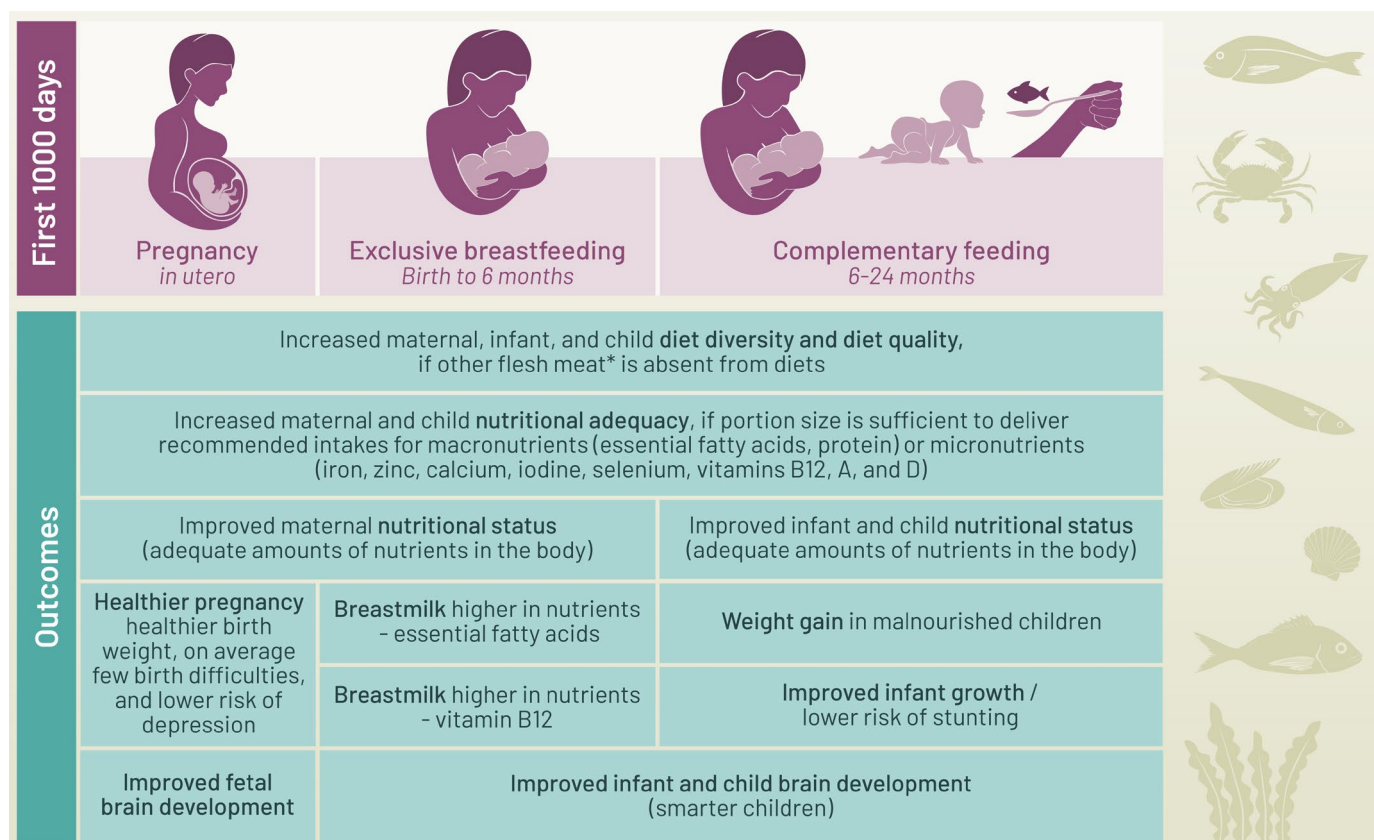 First 1000 days
Pregnancy
in utero
Exclusive breastfeeding
Birth to 6 months
Complementary feeding
6-24 months
Outcomes
Increased maternal, infant, and child diet diversity and diet quality,
if other flesh meat* is absent from diets
Increased maternal and child nutritional adequacy, if portion size is sufficient to deliver
recommended intakes for macronutrients (essential fatty acids, protein) or micronutrients
(iron, zinc, calcium, iodine, selenium, vitamins B12, A, and D)
Improved maternal nutritional status
(adequate amounts of nutrients in the body)
Improved infant and child nutritional status
(adequate amounts of nutrients in the body)
Healthier pregnancy
healthier birth
weight, on average
few birth difficulties,
and lower risk of
depression
Breastmilk higher in nutrients
- essential fatty acids
Weight gain in malnourished children
Breastmilk higher in nutrients
- vitamin B12
Improved infant growth /
lower risk of stunting
Improved fetal
brain development
Improved infant and child brain development
(smarter children)